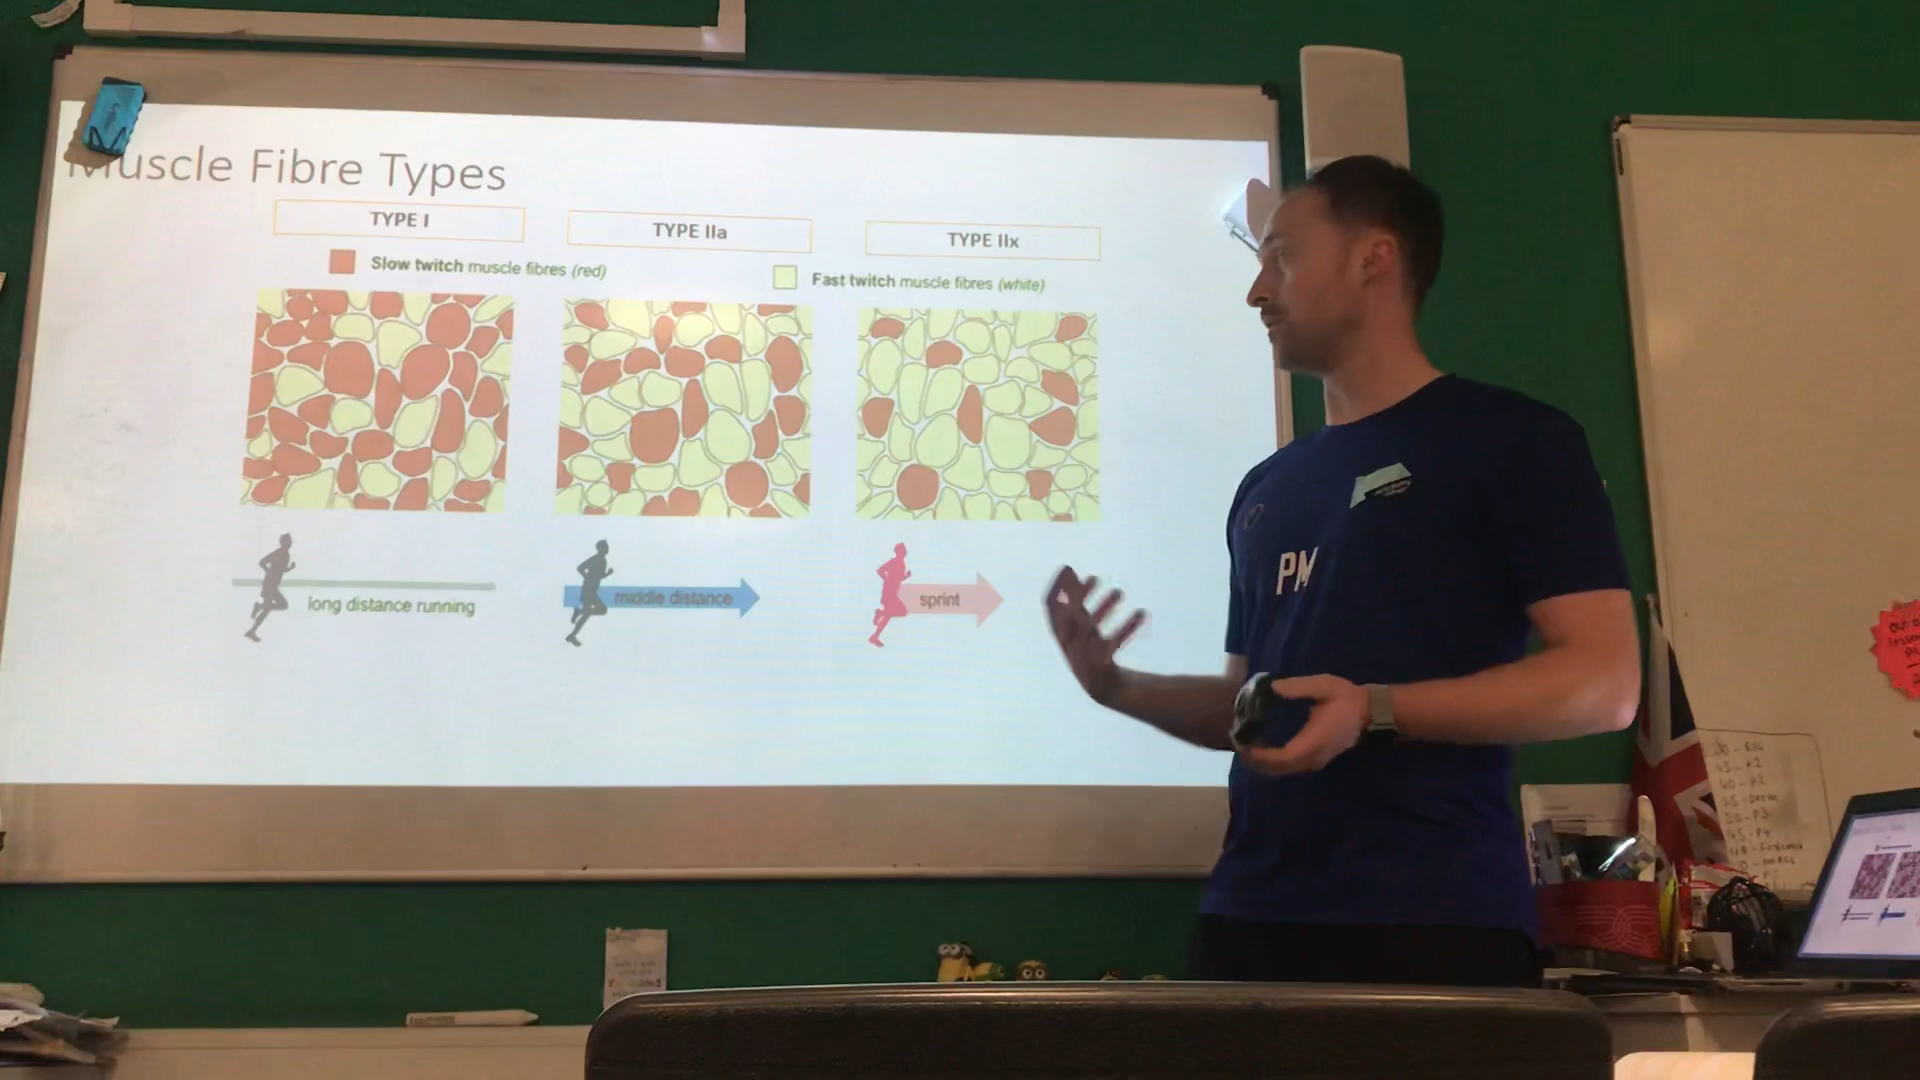 Muscle Fibre Types
TYPE I
TYPE IIa
TYPE IIx
Slow twitch muscle fibres (red)
Fast twitch muscle fibres (white)
long distance running
middle distance
sprint
PM